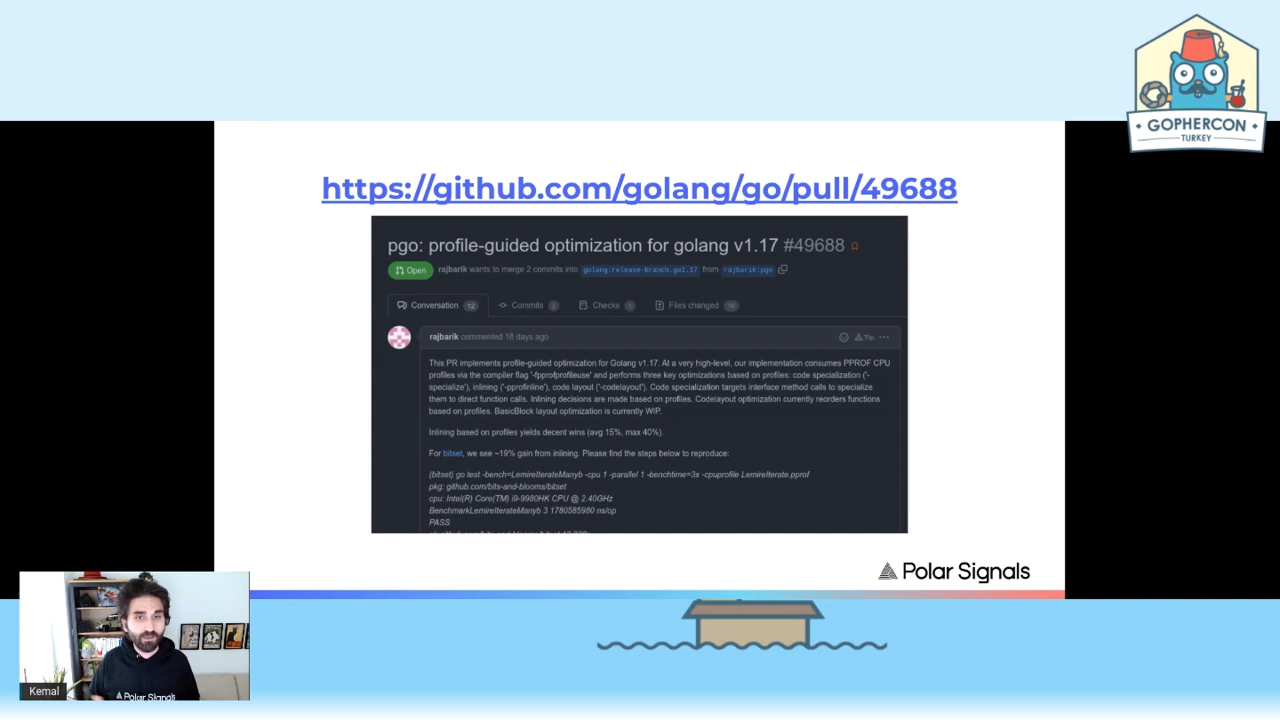 GOPHERCON
TURKEY
https://github.com/golang/go/pull/49688
pgo: profile-guided optimization for golang v1.17 #49688
Open rajbarik wants to merge 2 commits into golang:release-branch.go1.17 from rajbarik:pgo
Conversation 12 Commits 2 Checks Files changed
rajbarik commented 18 days ago Tip
This PR implements profile-guided optimization for Golang v1.17. At a very high-level, our implementation consumes PPROF CPU
profiles via the compiler flag '-fpprofprofileuse' and performs three key optimizations based on profiles: code specialization ('-
specialize'), inlining ('-pprofinline'), code layout ('-codelayout'). Code specialization targets interface method calls to specialize
them to direct function calls. Inlining decisions are made based on profiles. Codelayout optimization currently reorders functions
based on profiles. BasicBlock layout optimization is currently WIP.
Inlining based on profiles yields decent wins (avg 15%, max 40%).
For bitset, we see ~19% gain from inlining. Please find the steps below to reproduce:
(bitset) go test -bench=LemireIterateManyb -cpu 1 -parallel 1 -benchtime=3x -cpuprofile LemireIterate.pprof
pkg: github.com/bits-and-blooms/bitset
cpu: Intel(R) Core(TM) i9-9980HK CPU @ 2.40GHz
BenchmarkLemireIterateManyb 3 1780585980 ns/op
PASS
Polar Signals
Polar Signals
Kemal